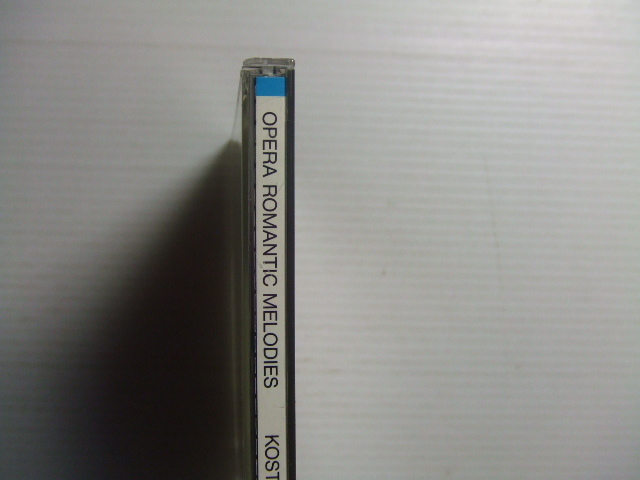 OPERA ROMANTIC MELODIES KOST